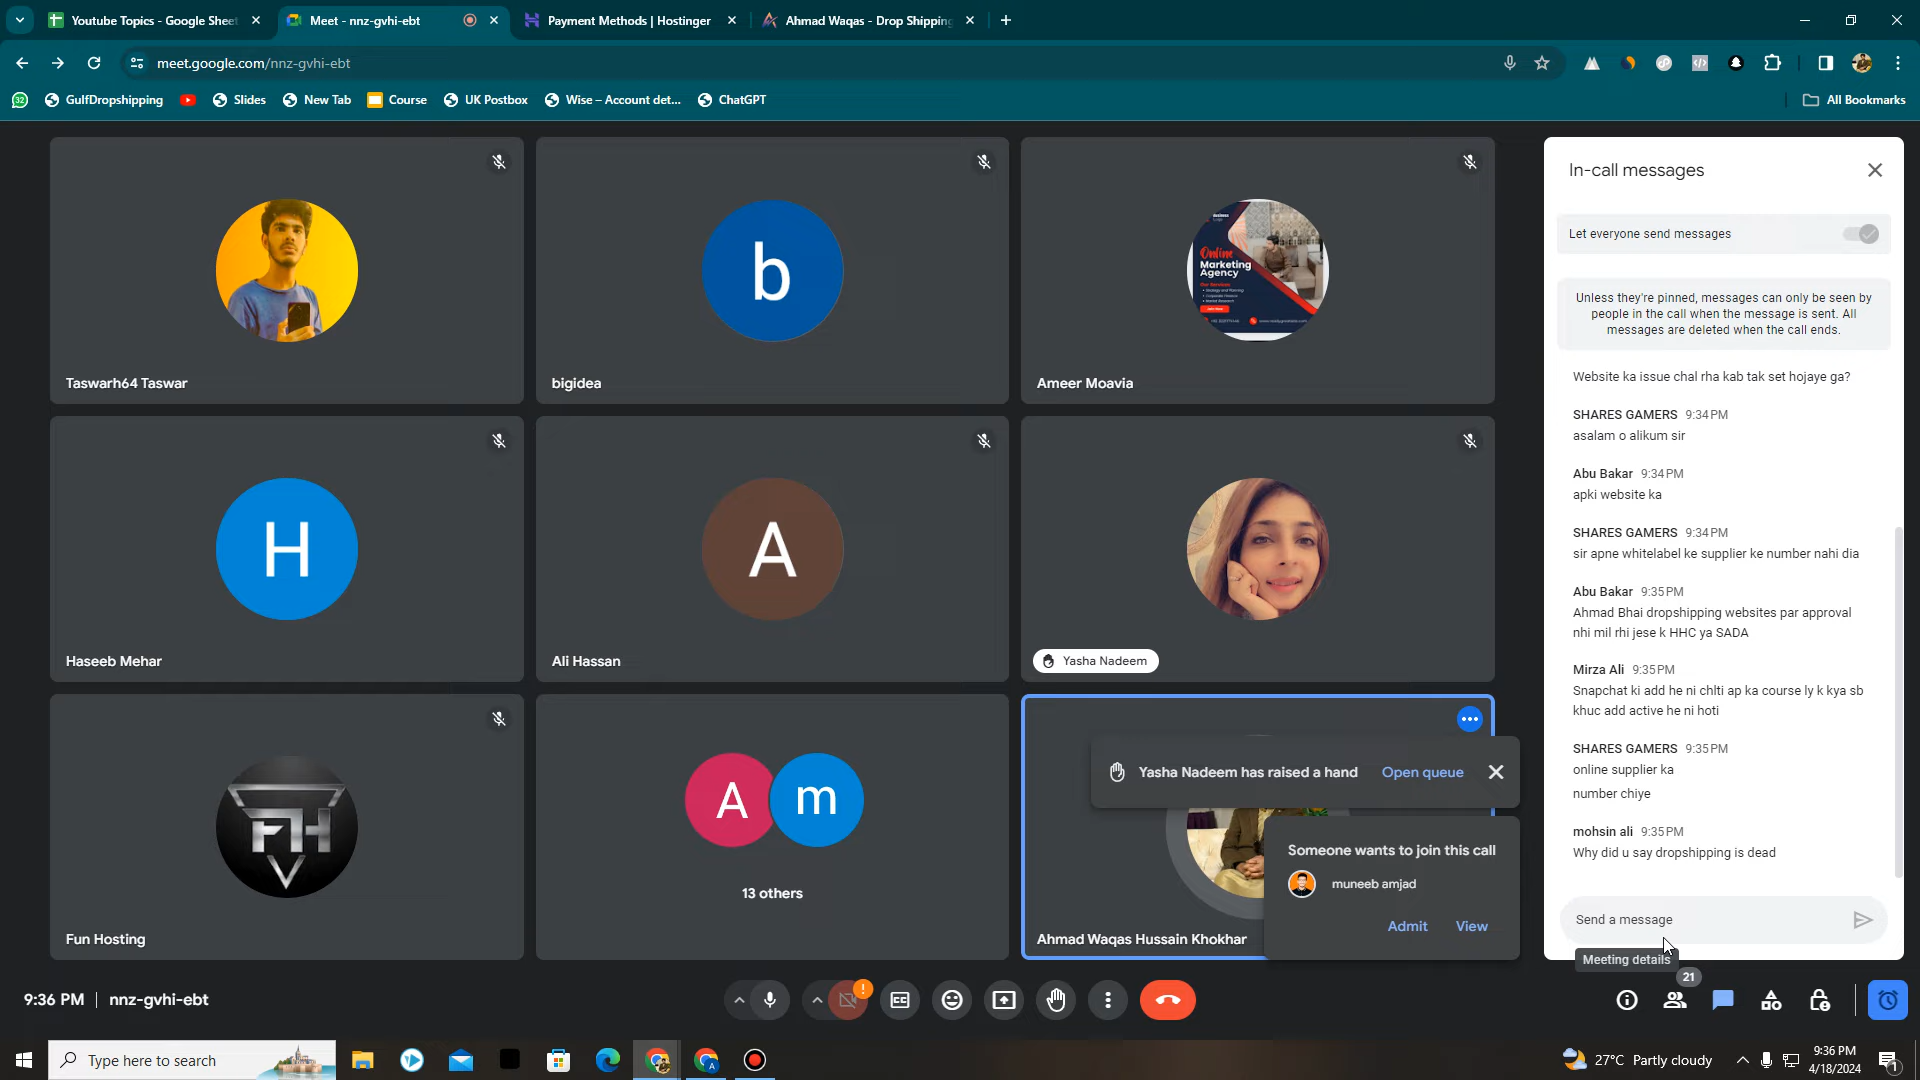 Youtube Topics - Google Sheet
Meet - nnz-gvhi-ebt
Payment Methods | Hostinger
Ahmad Waqas - Drop Shipping
meet.google.com/nnz-gvhi-ebt
32
GulfDropshipping
Slides
New Tab
Course
UK Postbox
Wise – Account det...
ChatGPT
All Bookmarks
Taswarh64 Taswar
b
bigidea
Online
Marketing
Agency
Ameer Moavia
H
Haseeb Mehar
A
Ali Hassan
Yasha Nadeem
Fun Hosting
A
m
13 others
Ahmad Waqas Hussain Khokhar
Yasha Nadeem has raised a hand
Open queue
Someone wants to join this call
muneeb amjad
Admit
View
In-call messages
Let everyone send messages
Unless they're pinned, messages can only be seen by
people in the call when the message is sent. All
messages are deleted when the call ends.
Website ka issue chal rha kab tak set hojaye ga?
SHARES GAMERS 9:34 PM
asalam o alikum sir
Abu Bakar 9:34 PM
apki website ka
SHARES GAMERS 9:34 PM
sir apne whitelabel ke supplier ke number nahi dia
Abu Bakar 9:35 PM
Ahmad Bhai dropshipping websites par approval
nhi mil rhi jese k HHC ya SADA
Mirza Ali 9:35 PM
Snapchat ki add he ni chlti ap ka course ly k kya sb
khuc add active he ni hoti
SHARES GAMERS 9:35 PM
online supplier ka
number chiye
mohsin ali 9:35 PM
Why did u say dropshipping is dead
Send a message
Meeting details
21
9:36 PM | nnz-gvhi-ebt
Type here to search
27°C Partly cloudy
9:36 PM
4/18/2024
1